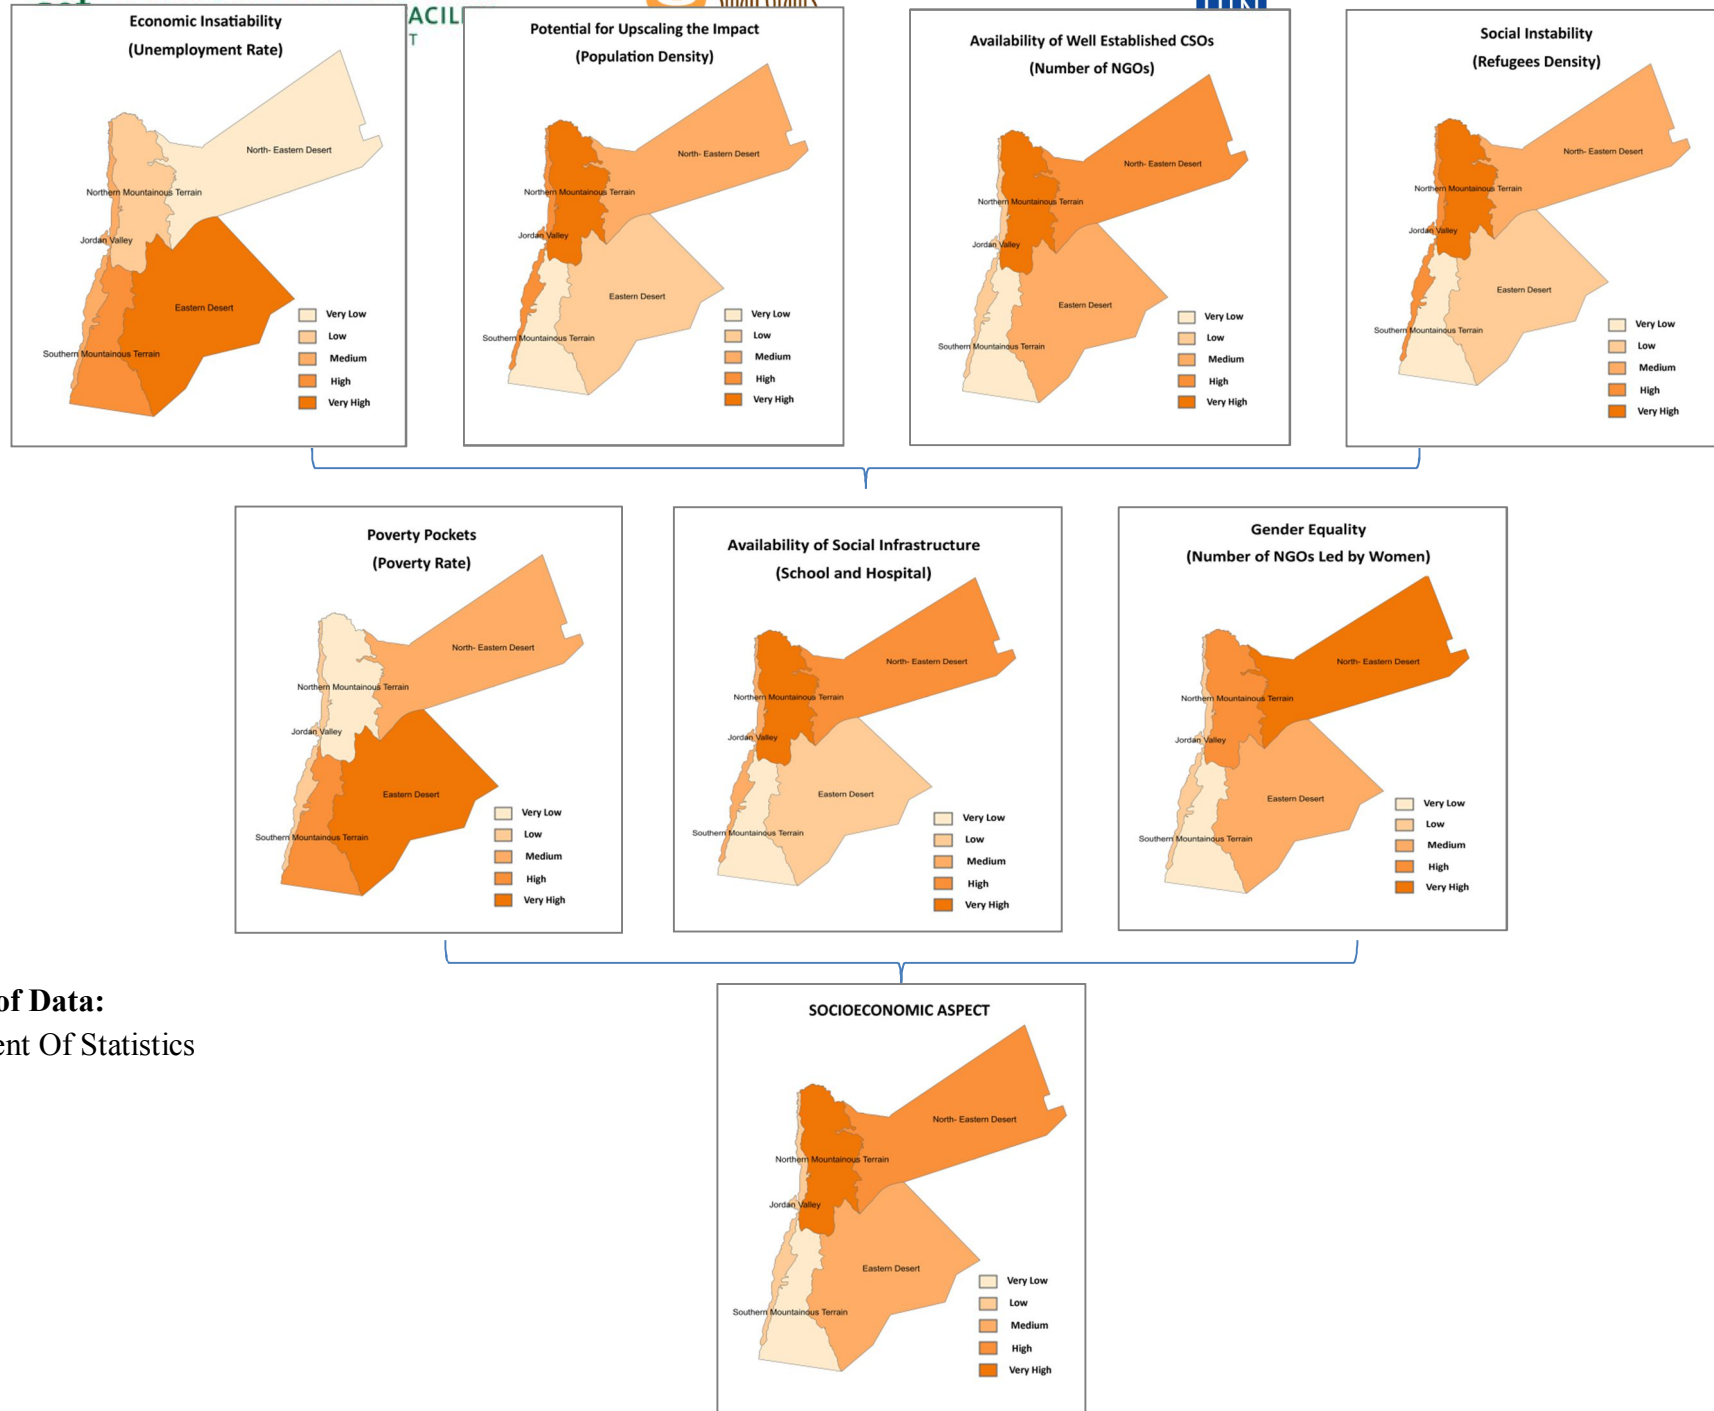 ACILI
T
Economic Insatiability
(Unemployment Rate)
North- Eastern Desert
Northern Mountainous Terrain
Jordan Valley
Eastern Desert
Southern Mountainous Terrain
Very Low
Low
Medium
High
Very High
Potential for Upscaling the Impact
(Population Density)
North- Eastern Desert
Northern Mountainous Terrain
Jordan Valley
Eastern Desert
Southern Mountainous Terrain
Very Low
Low
Medium
High
Very High
Availability of Well Established CSOs
(Number of NGOs)
North- Eastern Desert
Northern Mountainous Terrain
Jordan Valley
Eastern Desert
Southern Mountainous Terrain
Very Low
Low
Medium
High
Very High
Social Instability
(Refugees Density)
North- Eastern Desert
Northern Mountainous Terrain
Jordan Valley
Eastern Desert
Southern Mountainous Terrain
Very Low
Low
Medium
High
Very High
Poverty Pockets
(Poverty Rate)
North- Eastern Desert
Northern Mountainous Terrain
Jordan Valley
Eastern Desert
Southern Mountainous Terrain
Very Low
Low
Medium
High
Very High
Availability of Social Infrastructure
(School and Hospital)
North- Eastern Desert
Northern Mountainous Terrain
Jordan Valley
Eastern Desert
Southern Mountainous Terrain
Very Low
Low
Medium
High
Very High
Gender Equality
(Number of NGOs Led by Women)
North- Eastern Desert
Northern Mountainous Terrain
Jordan Valley
Eastern Desert
Southern Mountainous Terrain
Very Low
Low
Medium
High
Very High
of Data:
ent Of Statistics
SOCIOECONOMIC ASPECT
North- Eastern Desert
Northern Mountainous Terrain
Jordan Valley
Eastern Desert
Southern Mountainous Terrain
Very Low
Low
Medium
High
Very High